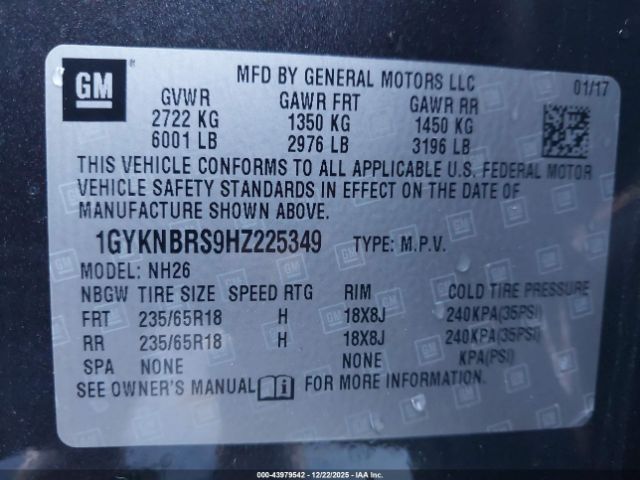 GM
MFD BY GENERAL MOTORS LLC 01/17
GVWR GAWR FRT GAWR RR
2722 KG 1350 KG 1450 KG
6001 LB 2976 LB 3196 LB
THIS VEHICLE CONFORMS TO ALL APPLICABLE U.S. FEDERAL MOTOR
VEHICLE SAFETY STANDARDS IN EFFECT ON THE DATE OF
MANUFACTURE SHOWN ABOVE.
1GYKNBRS9HZ225349 TYPE: M.P.V.
MODEL: NH26
NBGW TIRE SIZE SPEED RTG RIM COLD TIRE PRESSURE
FRT 235/65R18 H 18X8J 240KPA(35PSI)
RR 235/65R18 H 18X8J 240KPA(35PSI)
SPA NONE NONE KPA(PSI)
SEE OWNER'S MANUAL FOR MORE INFORMATION.
000-43979542 - 12/22/2025 - IAA Inc.